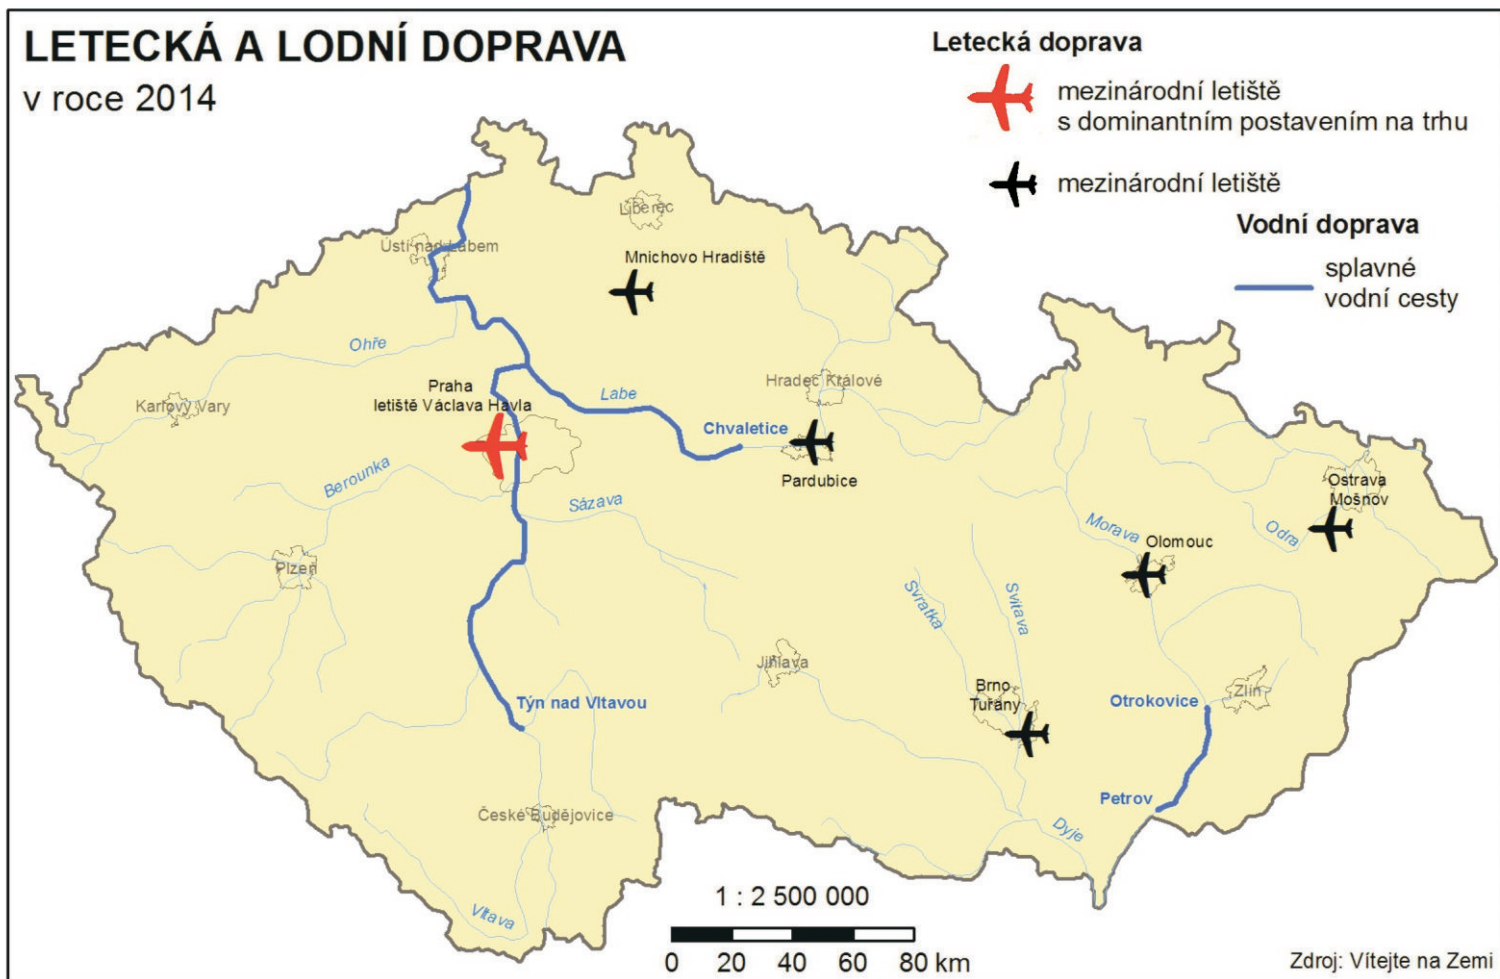 LETECKÁ A LODNÍ DOPRAVA
v roce 2014
Letecká doprava
mezinárodní letiště
s dominantním postavením na trhu
mezinárodní letiště
Vodní doprava
splavné
vodní cesty
Liberec
Ústí nad Labem
Mnichovo Hradiště
Ohře
Praha
letiště Václava Havla
Karlovy Vary
Labe
Hradec Králové
Chvaletice
Pardubice
Berounka
Sázava
Plzeň
Ostrava
Mošnov
Odra
Morava
Olomouc
Svratka
Svitava
Jihlava
Brno
Tuřany
Otrokovice
Zlín
Týn nad Vltavou
Petrov
České Budějovice
Dyje
Vltava
1 : 2 500 000
0 20 40 60 80 km
Zdroj: Vítejte na Zemi